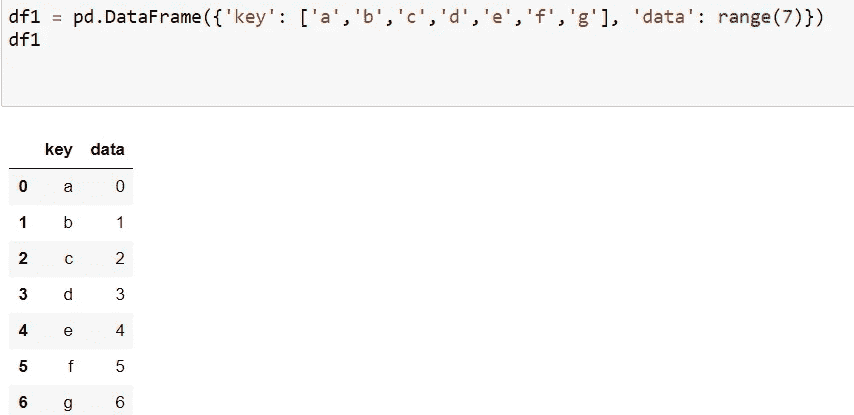 df1 = pd.DataFrame({'key': ['a','b','c','d','e','f','g'], 'data': range(7)})
df1
key data
0 a 0
1 b 1
2 c 2
3 d 3
4 e 4
5 f 5
6 g 6